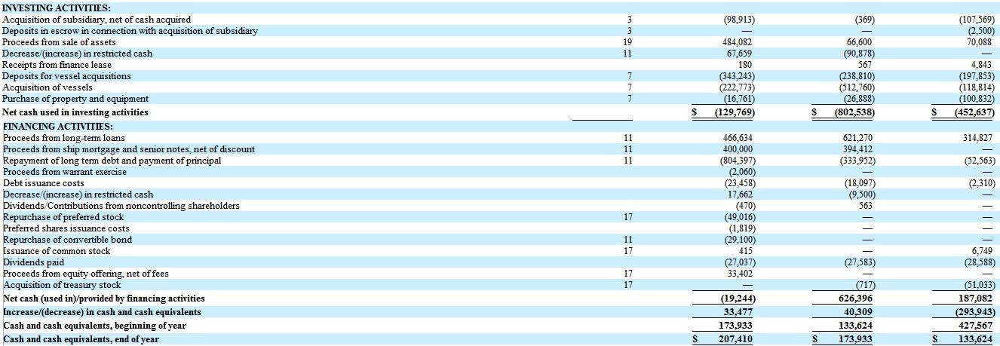 INVESTING ACTIVITIES:
Acquisition of subsidiary, net of cash acquired 3 (98,913) (369) (107,569)
Deposits in escrow in connection with acquisition of subsidiary 3 — — (2,500)
Proceeds from sale of assets 19 484,082 66,600 70,088
Decrease/(increase) in restricted cash 11 67,659 (90,878) —
Receipts from finance lease 180 567 4,843
Deposits for vessel acquisitions 7 (343,243) (238,810) (197,853)
Acquisition of vessels 7 (222,773) (512,760) (118,814)
Purchase of property and equipment 7 (16,761) (26,888) (100,832)
Net cash used in investing activities $ (129,769) $ (802,538) $ (452,637)
FINANCING ACTIVITIES:
Proceeds from long-term loans 11 466,634 621,270 314,827
Proceeds from ship mortgage and senior notes, net of discount 11 400,000 394,412 —
Repayment of long term debt and payment of principal 11 (804,397) (333,952) (52,563)
Proceeds from warrant exercise (2,060) — —
Debt issuance costs (23,458) (18,097) (2,310)
Decrease/(increase) in restricted cash 17,662 (9,500) —
Dividends/Contributions from noncontrolling shareholders (470) 563 —
Repurchase of preferred stock 17 (49,016) — —
Preferred shares issuance costs (1,819) — —
Repurchase of convertible bond 11 (29,100) — —
Issuance of common stock 17 415 — 6,749
Dividends paid (27,037) (27,583) (28,588)
Proceeds from equity offering, net of fees 17 33,402 — —
Acquisition of treasury stock 17 — (717) (51,033)
Net cash (used in)/provided by financing activities (19,244) 626,396 187,082
Increase/(decrease) in cash and cash equivalents 33,477 40,309 (293,943)
Cash and cash equivalents, beginning of year 173,933 133,624 427,567
Cash and cash equivalents, end of year $ 207,410 $ 173,933 $ 133,624